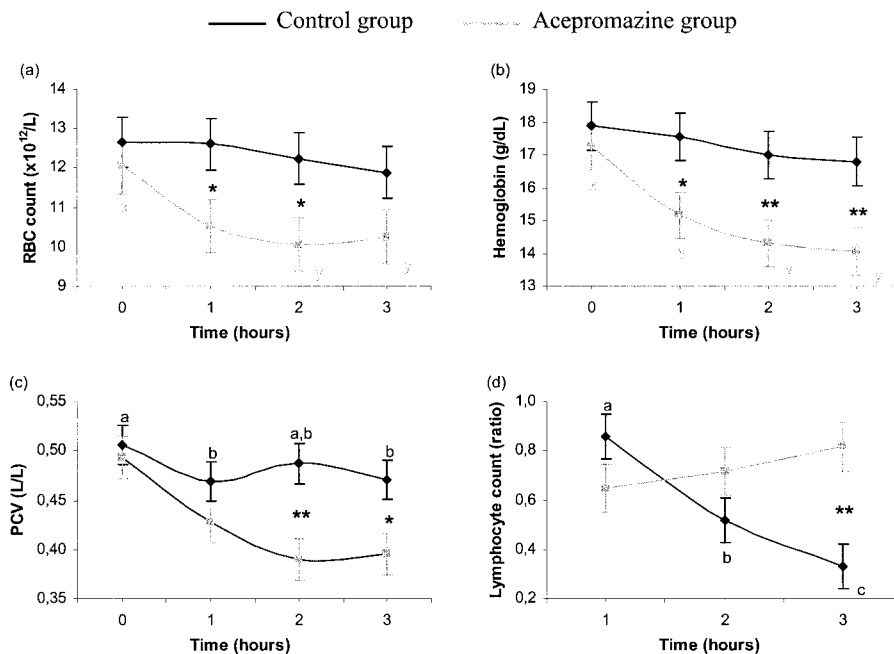 Control group Acepromazine group
(a)
RBC count (x10¹²/L)
14
13
12
11
10
9
x
*
*
y
y
0 1 2 3
Time (hours)
(b)
Hemoglobin (g/dL)
19
18
17
16
15
14
13
x
*
**
**
y
y
y
0 1 2 3
Time (hours)
(c)
PCV (L/L)
0,55
0,50
0,45
0,40
0,35
a
b
a,b
b
**
*
0 1 2 3
Time (hours)
(d)
Lymphocyte count (ratio)
1,0
0,8
0,6
0,4
0,2
a
b
**
c
1 2 3
Time (hours)